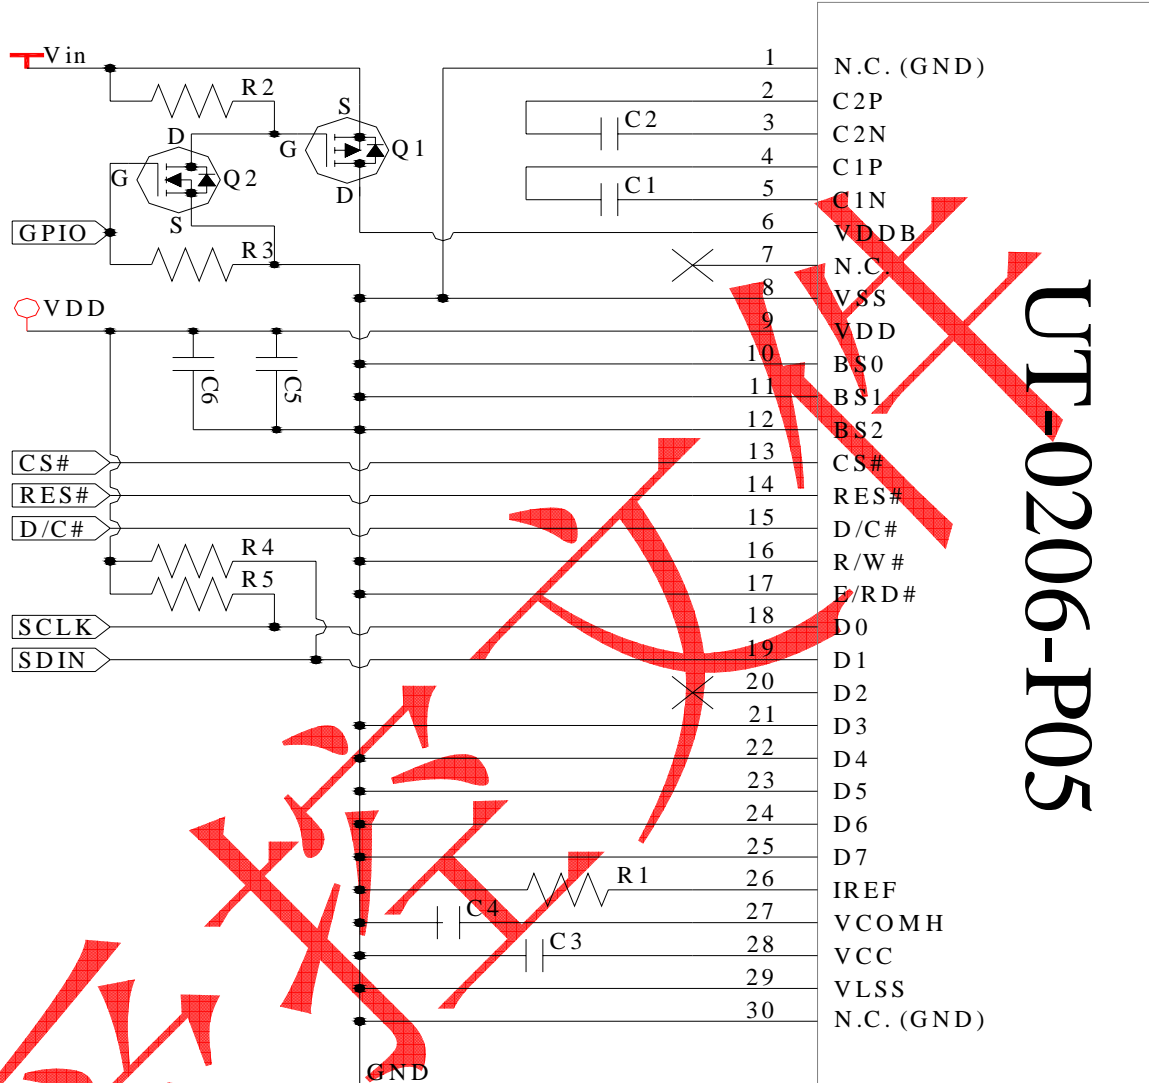 Vin
R2
S
D
G
Q1
G
Q2
D
S
GPIO
R3
VDD
C6
C5
CS#
RES#
D/C#
R4
R5
SCLK
SDIN
C2
C1
R1
C4
C3
GND
1 N.C. (GND)
2 C2P
3 C2N
4 C1P
5 C1N
6 VDDB
7 N.C.
8 VSS
9 VDD
10 BS0
11 BS1
12 BS2
13 CS#
14 RES#
15 D/C#
16 R/W#
17 E/RD#
18 D0
19 D1
20 D2
21 D3
22 D4
23 D5
24 D6
25 D7
26 IREF
27 VCOMH
28 VCC
29 VLSS
30 N.C. (GND)
UT-0206-P05